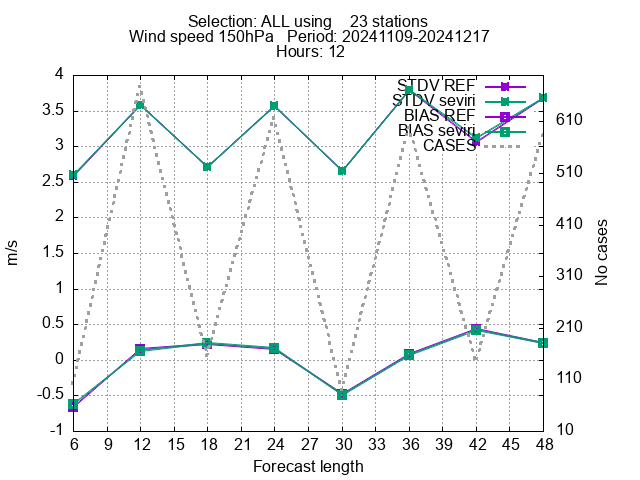 Selection: ALL using    23 stations
Wind speed 150hPa   Period: 20241109-20241217
Hours: 12
STDV REF
STDV seviri
BIAS REF
BIAS seviri
CASES
4
3.5
3
2.5
2
1.5
1
0.5
0
-0.5
-1
m/s
610
510
410
310
210
110
10
No cases
6 12 18 24 30 36 42 48
9 15 21 27 33 39 45
Forecast length